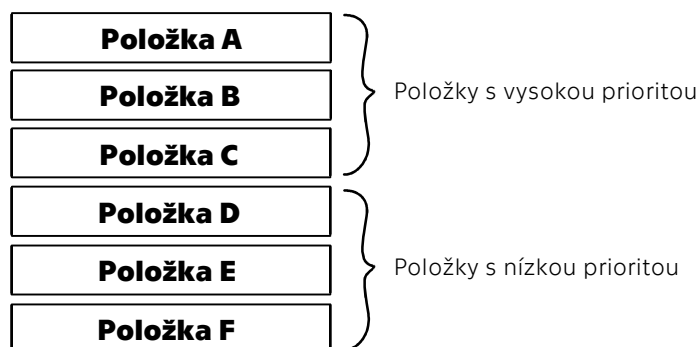 Položka A
Položka B
Položky s vysokou prioritou
Položka C
Položka D
Položka E
Položky s nízkou prioritou
Položka F